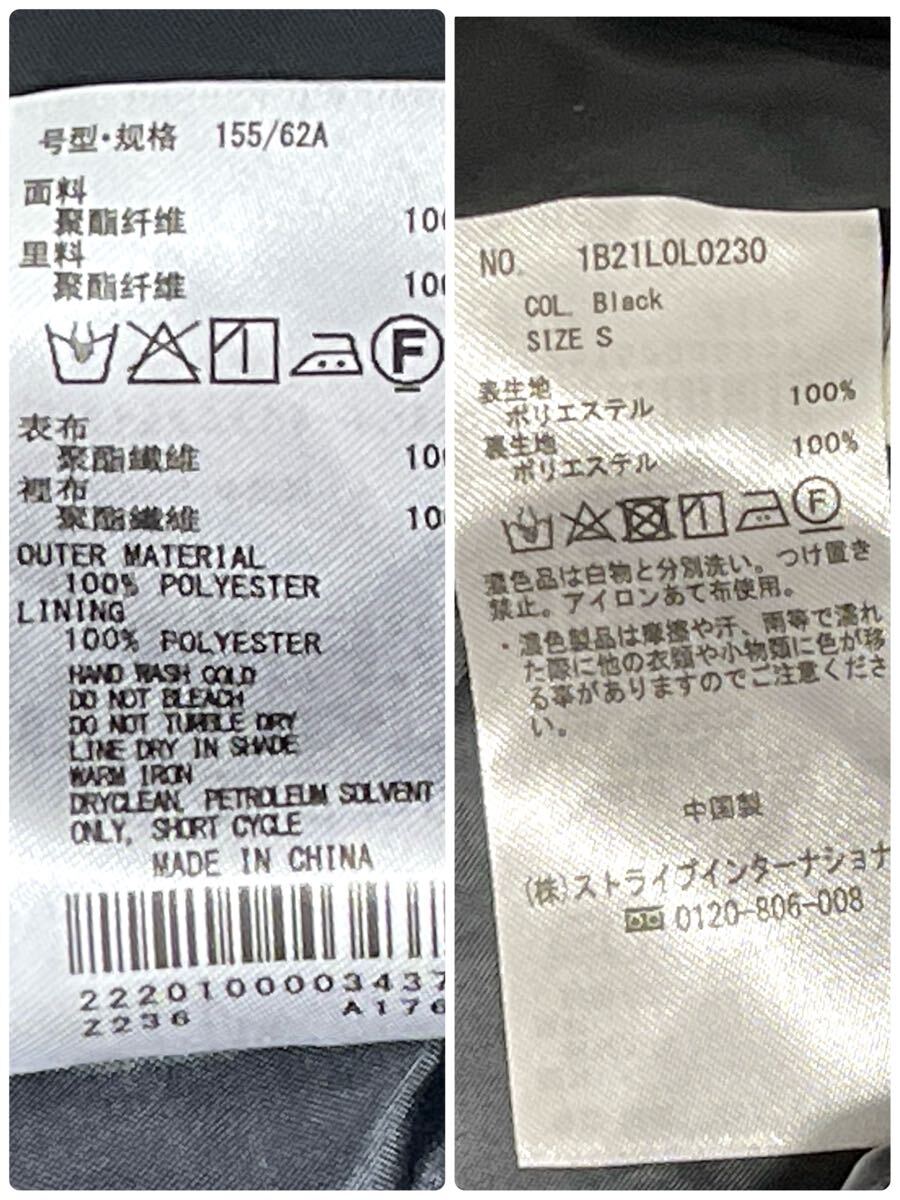 号型·规格 155/62A
面料
聚酯纤维 100
里料
聚酯纤维 100
F
表布
聚酯纖維 100
裡布
聚酯纖維 100
OUTER MATERIAL
100% POLYESTER
LINING
100% POLYESTER
HAND WASH COLD
DO NOT BLEACH
DO NOT TUMBLE DRY
LINE DRY IN SHADE
WARM IRON
DRYCLEAN, PETROLEUM SOLVENT
ONLY, SHORT CYCLE
MADE IN CHINA
2220100003437
2236 A176
NO. 1B21L0L0230
COL. Black
SIZE S
表生地
ポリエステル 100%
裏生地
ポリエステル 100%
F
濃色品は白物と分別洗い。つけ置き
禁止。アイロンあて布使用。
・濃色製品は摩擦や汗、雨等で濡れ
た際に他の衣類や小物類に色が移
る事がありますのでご注意くださ
い。
中国製
(株)ストライプインターナショナ
0120-806-008